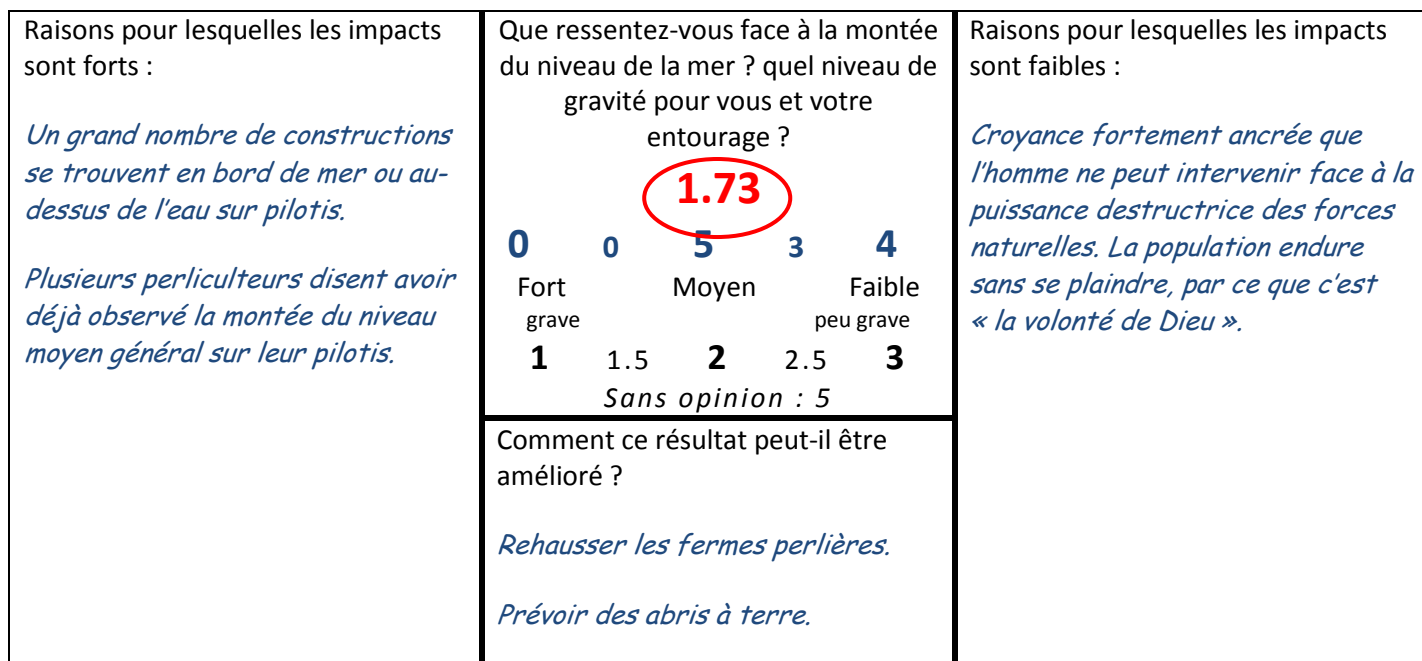 Raisons pour lesquelles les impacts
sont forts :
Un grand nombre de constructions
se trouvent en bord de mer ou au-
dessus de l'eau sur pilotis.
Plusieurs perliculteurs disent avoir
déjà observé la montée du niveau
moyen général sur leur pilotis.
Que ressentez-vous face à la montée
du niveau de la mer ? quel niveau de
gravité pour vous et votre
entourage ?
1.73
0 0 5 3 4
Fort Moyen Faible
grave peu grave
1 1.5 2 2.5 3
Sans opinion : 5
Comment ce résultat peut-il être
amélioré ?
Rehausser les fermes perlières.
Prévoir des abris à terre.
Raisons pour lesquelles les impacts
sont faibles :
Croyance fortement ancrée que
l'homme ne peut intervenir face à la
puissance destructrice des forces
naturelles. La population endure
sans se plaindre, par ce que c'est
« la volonté de Dieu ».